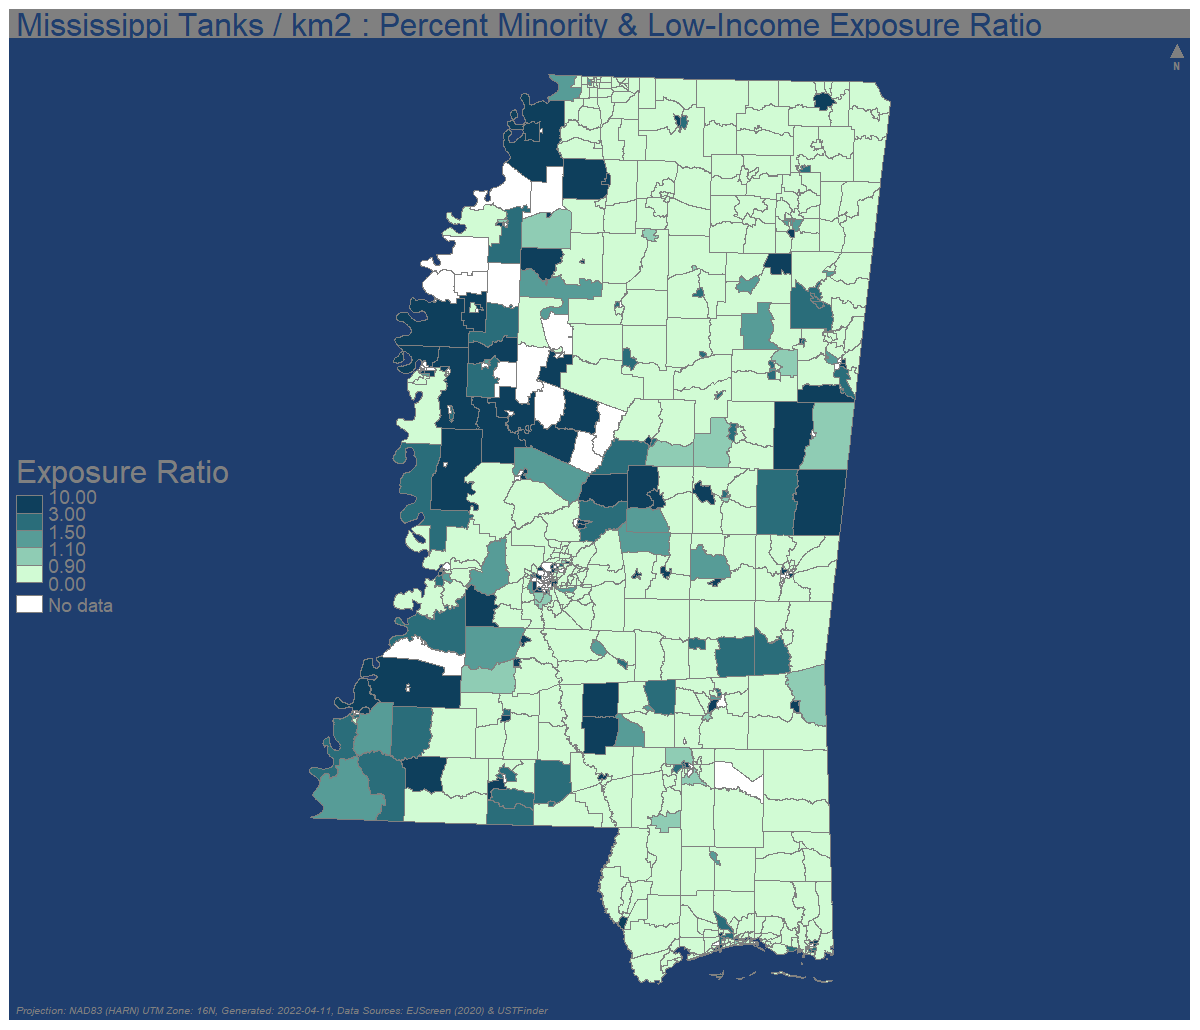 Mississippi Tanks / km2 : Percent Minority & Low-Income Exposure Ratio
N
Exposure Ratio
10.00
3.00
1.50
1.10
0.90
0.00
No data
Projection: NAD83 (HARN) UTM Zone: 16N, Generated: 2022-04-11, Data Sources: EJScreen (2020) & USTFinder